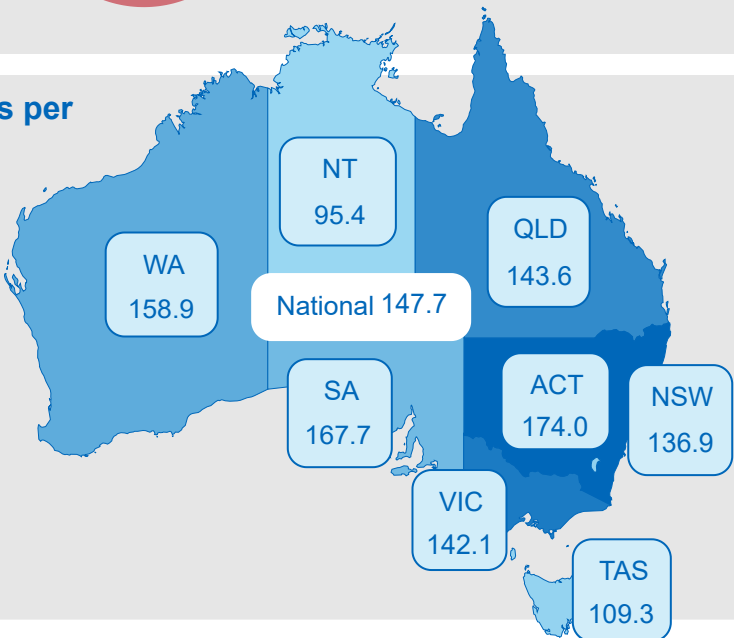 s per
NT
95.4
QLD
143.6
WA
158.9
National 147.7
SA
167.7
ACT
174.0
NSW
136.9
VIC
142.1
TAS
109.3